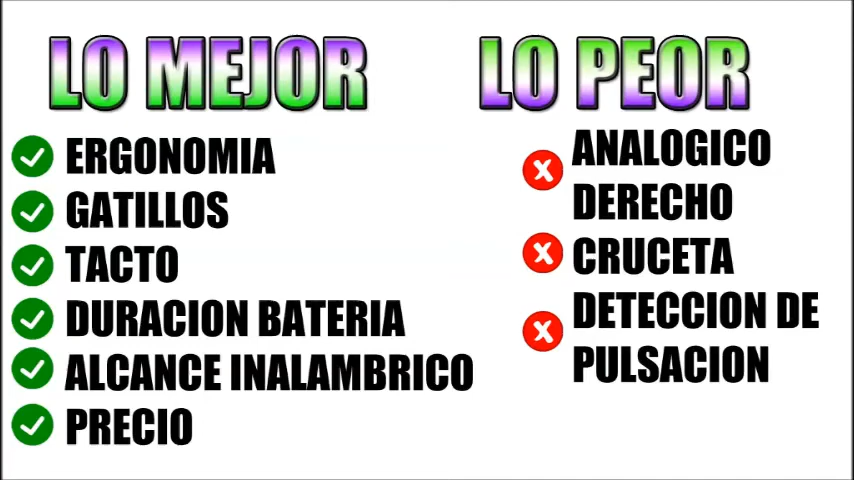 LO MEJOR
ERGONOMIA
GATILLOS
TACTO
DURACION BATERIA
ALCANCE INALAMBRICO
PRECIO
LO PEOR
ANALOGICO
DERECHO
CRUCETA
DETECCION DE
PULSACION